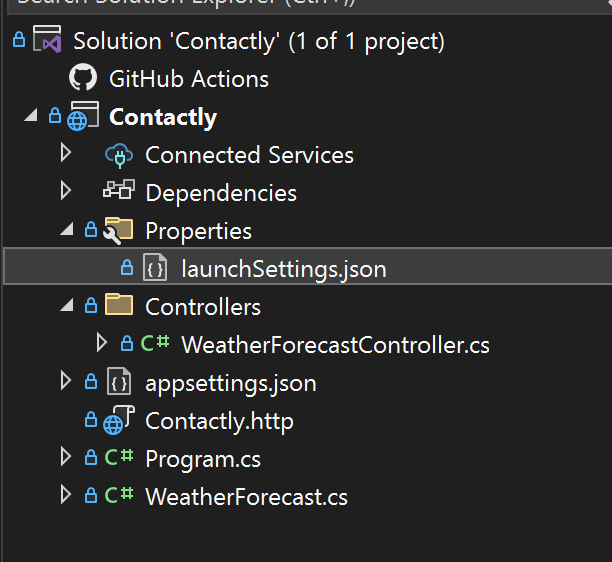 Search Solution Explorer (Ctrl+;)
Solution 'Contactly' (1 of 1 project)
GitHub Actions
Contactly
Connected Services
Dependencies
Properties
launchSettings.json
Controllers
C# WeatherForecastController.cs
appsettings.json
Contactly.http
C# Program.cs
C# WeatherForecast.cs